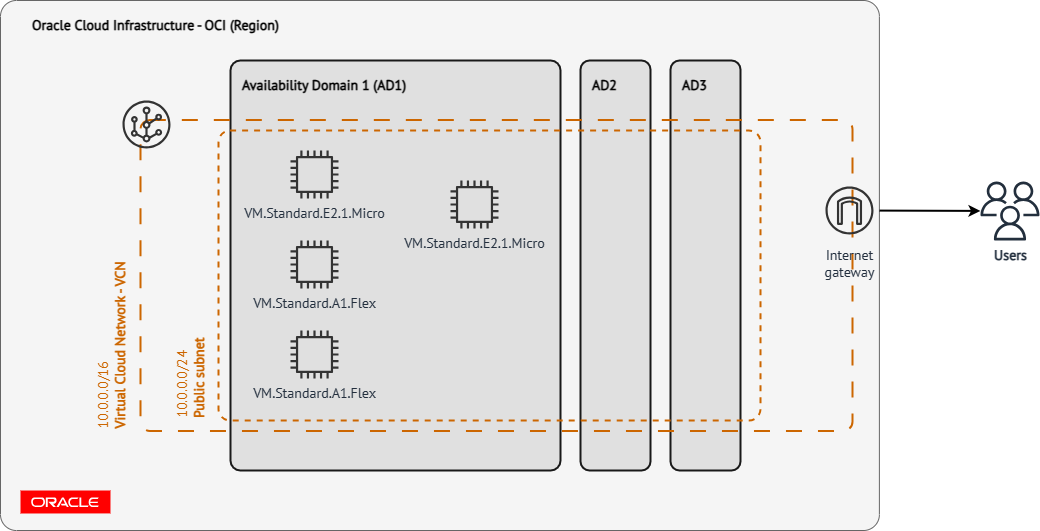 Oracle Cloud Infrastructure - OCI (Region)
Availability Domain 1 (AD1)
AD2
AD3
VM.Standard.E2.1.Micro
VM.Standard.E2.1.Micro
VM.Standard.A1.Flex
VM.Standard.A1.Flex
10.0.0.0/16
Virtual Cloud Network - VCN
10.0.0.0/24
Public subnet
Internet
gateway
Users
ORACLE